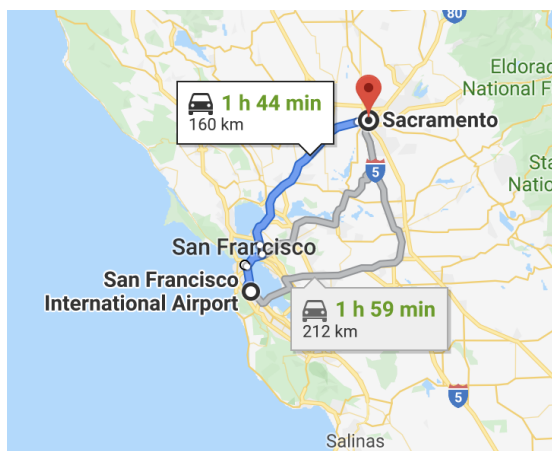 80
Eldorad
National F
1 h 44 min
160 km
Sacramento
5
Sta
Natio
San Francisco
San Francisco
International Airport
1 h 59 min
212 km
5
Salinas